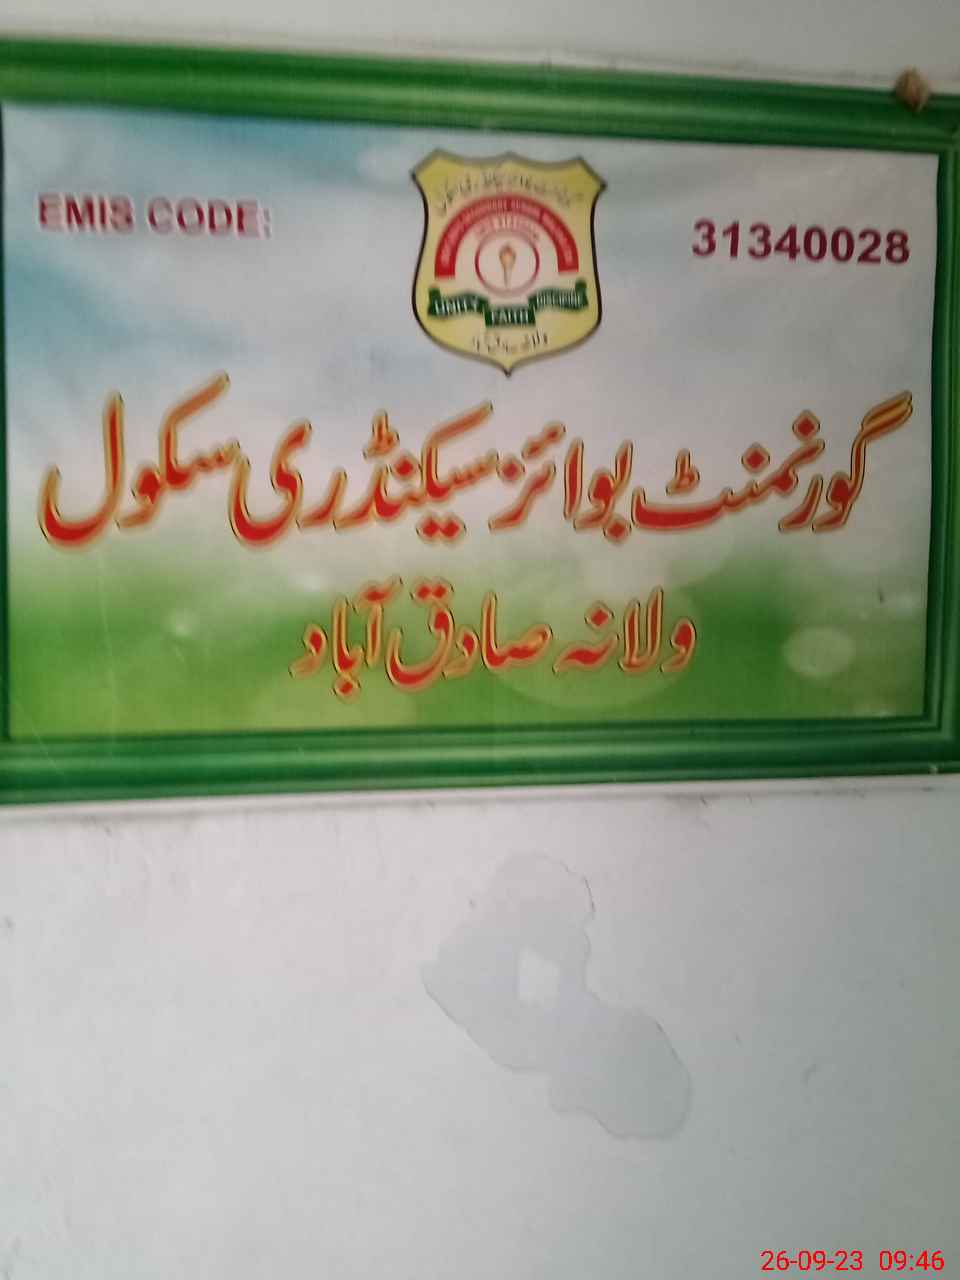 EMIS CODE:
31340028
UNITY FAITH DISCIPLINE
گورنمنٹ بوائز سیکنڈری سکول
ولانہ صادق آباد
26-09-23 09:46